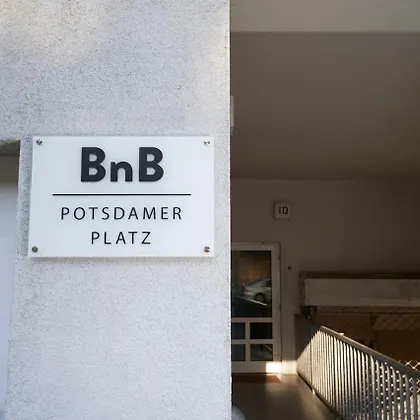 BnB
POTSDAMER
PLATZ
113